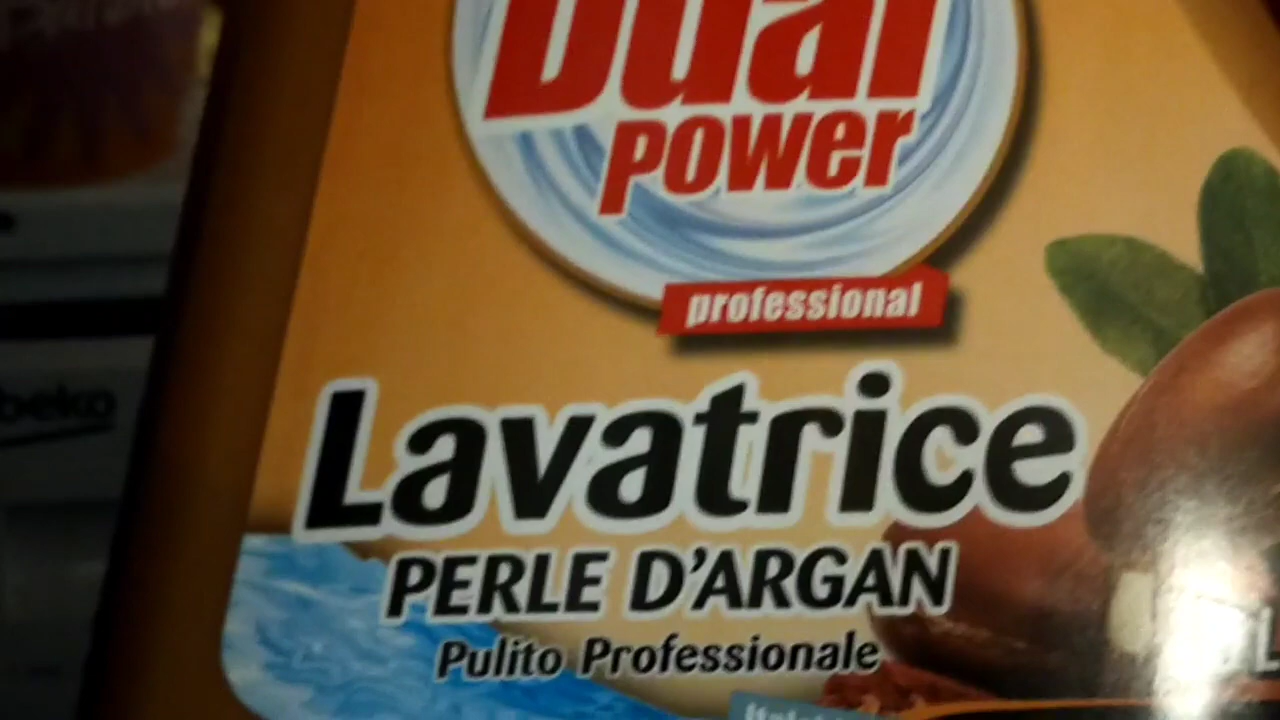 Dual
power
professional
beko
Lavatrice
PERLE D'ARGAN
Pulito Professionale